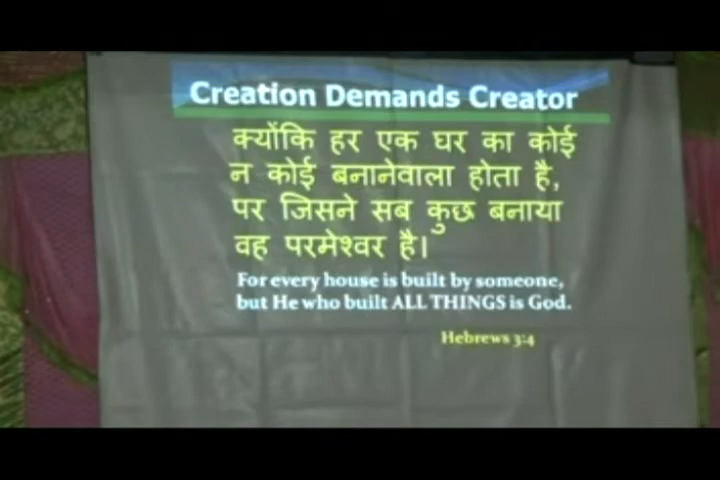 Creation Demands Creator
क्योंकि हर एक घर का कोई
न कोई बनानेवाला होता है,
पर जिसने सब कुछ बनाया
वह परमेश्वर है।
For every house is built by someone,
but He who built ALL THINGS is God.
Hebrews 3:4